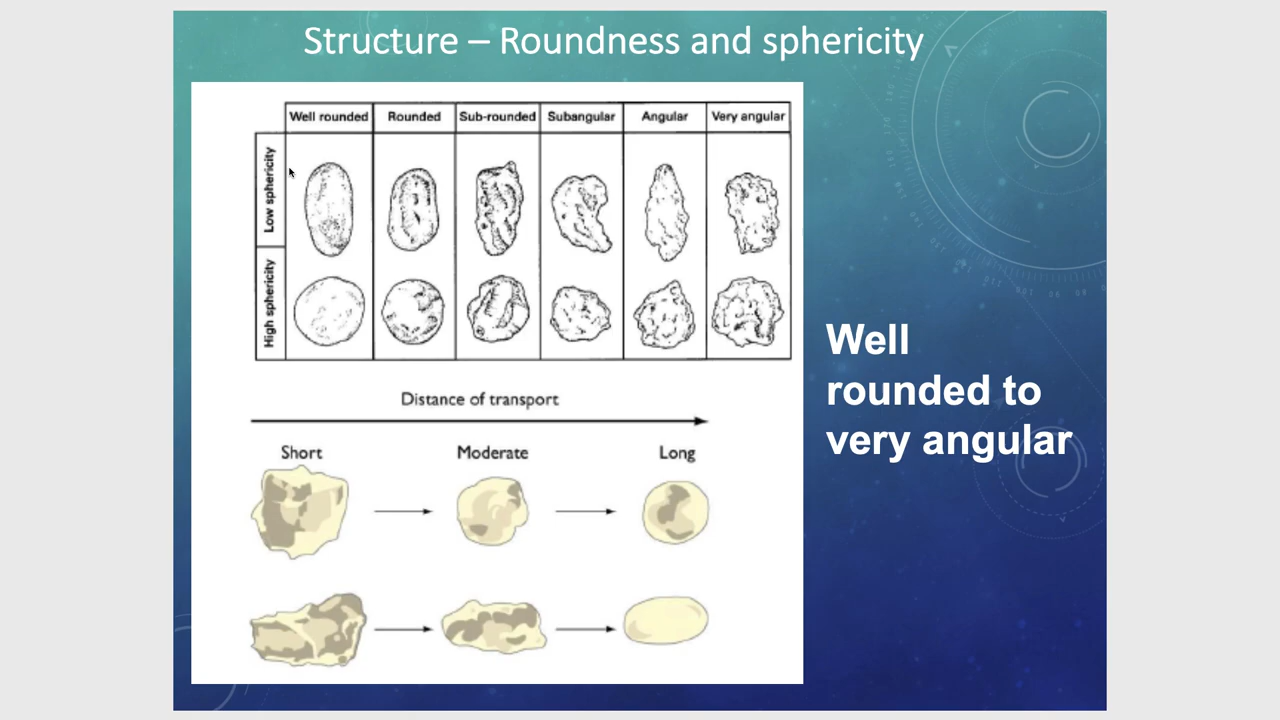 Structure – Roundness and sphericity
Well rounded Rounded Sub-rounded Subangular Angular Very angular
Low sphericity
High sphericity
Distance of transport
Short Moderate Long
Well
rounded to
very angular